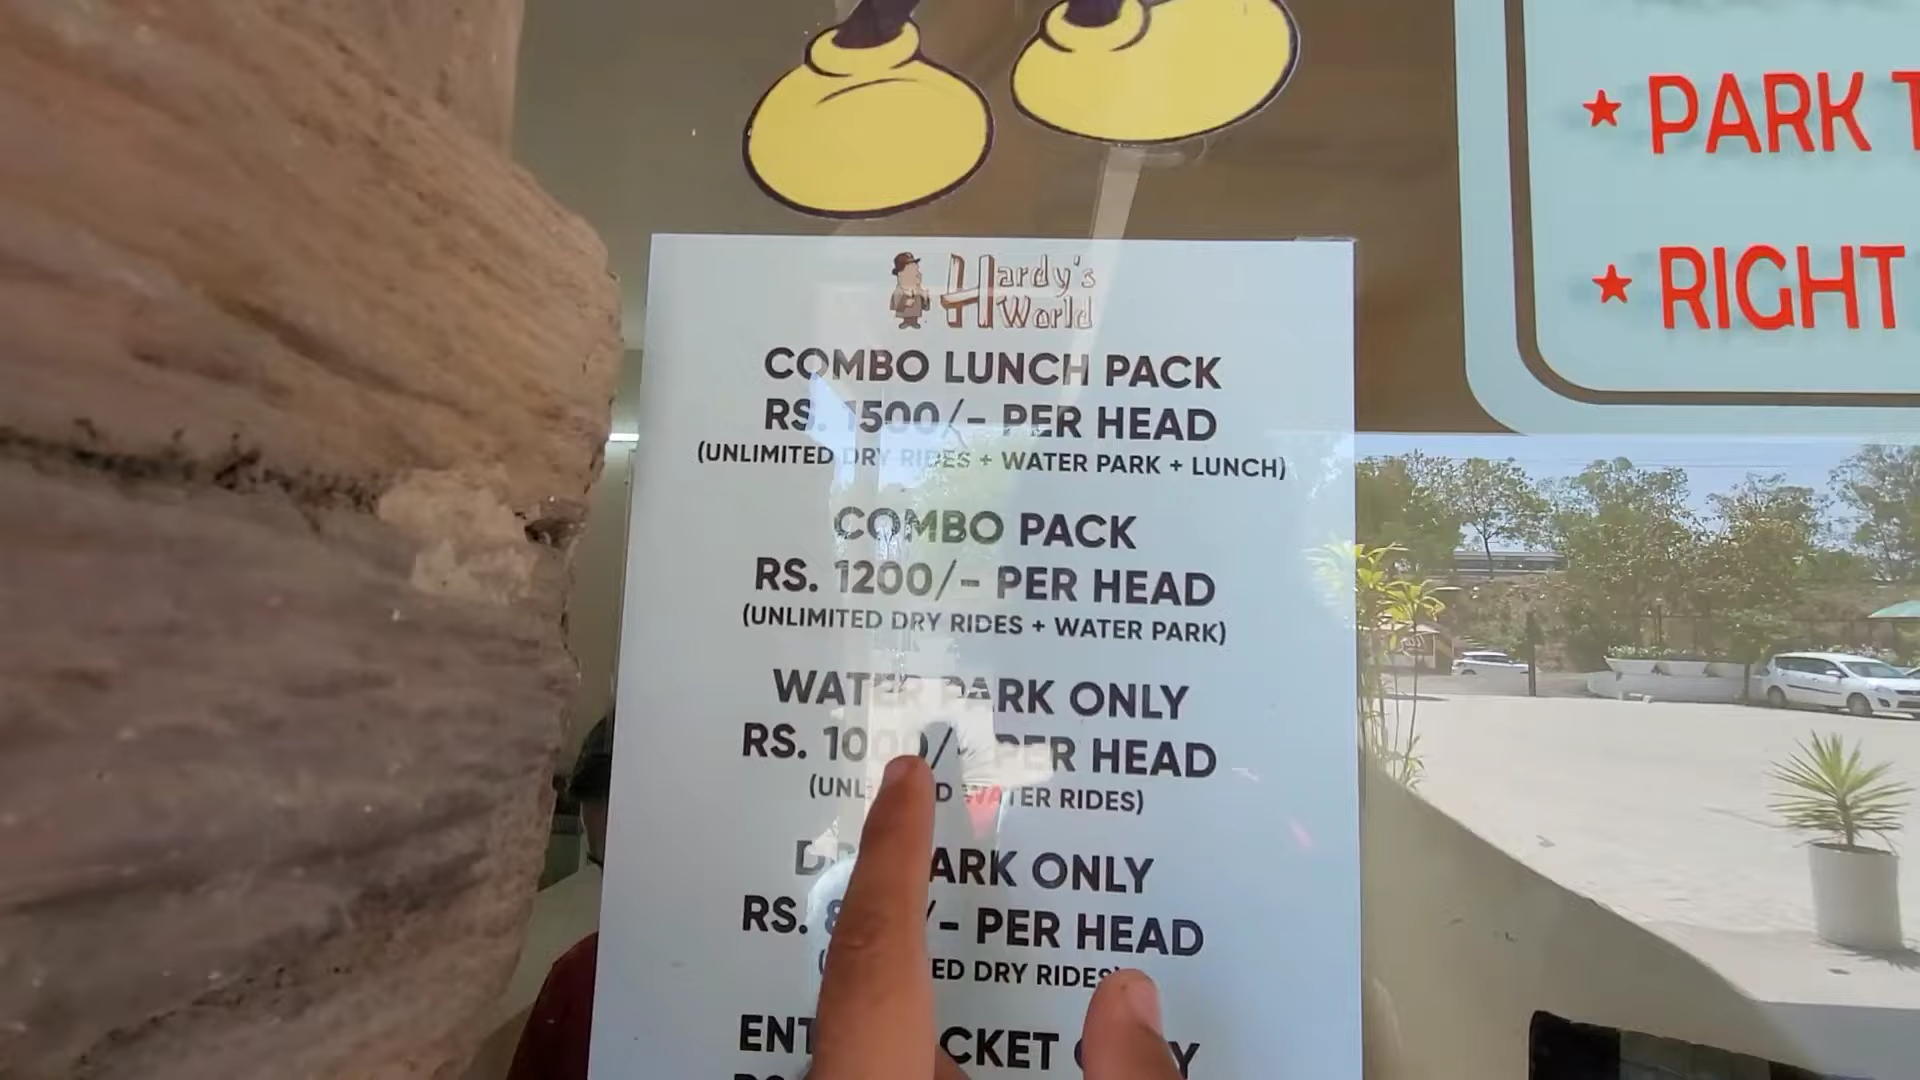 Hardy's
World
COMBO LUNCH PACK
RS. 1500/- PER HEAD
(UNLIMITED DRY RIDES + WATER PARK + LUNCH)
COMBO PACK
RS. 1200/- PER HEAD
(UNLIMITED DRY RIDES + WATER PARK)
WATER PARK ONLY
RS. 1000/- PER HEAD
WATER RIDES)
ONLY
RS. /- PER HEAD
DRY RIDES)
★ PARK
★ RIGHT